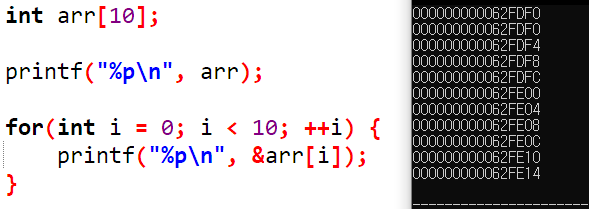 int arr[10];
printf("%p\n", arr);
for(int i = 0; i < 10; ++i) {
    printf("%p\n", &arr[i]);
}
000000000062FDF0
000000000062FDF0
000000000062FDF4
000000000062FDF8
000000000062FDFC
000000000062FE00
000000000062FE04
000000000062FE08
000000000062FE0C
000000000062FE10
000000000062FE14
--------------------